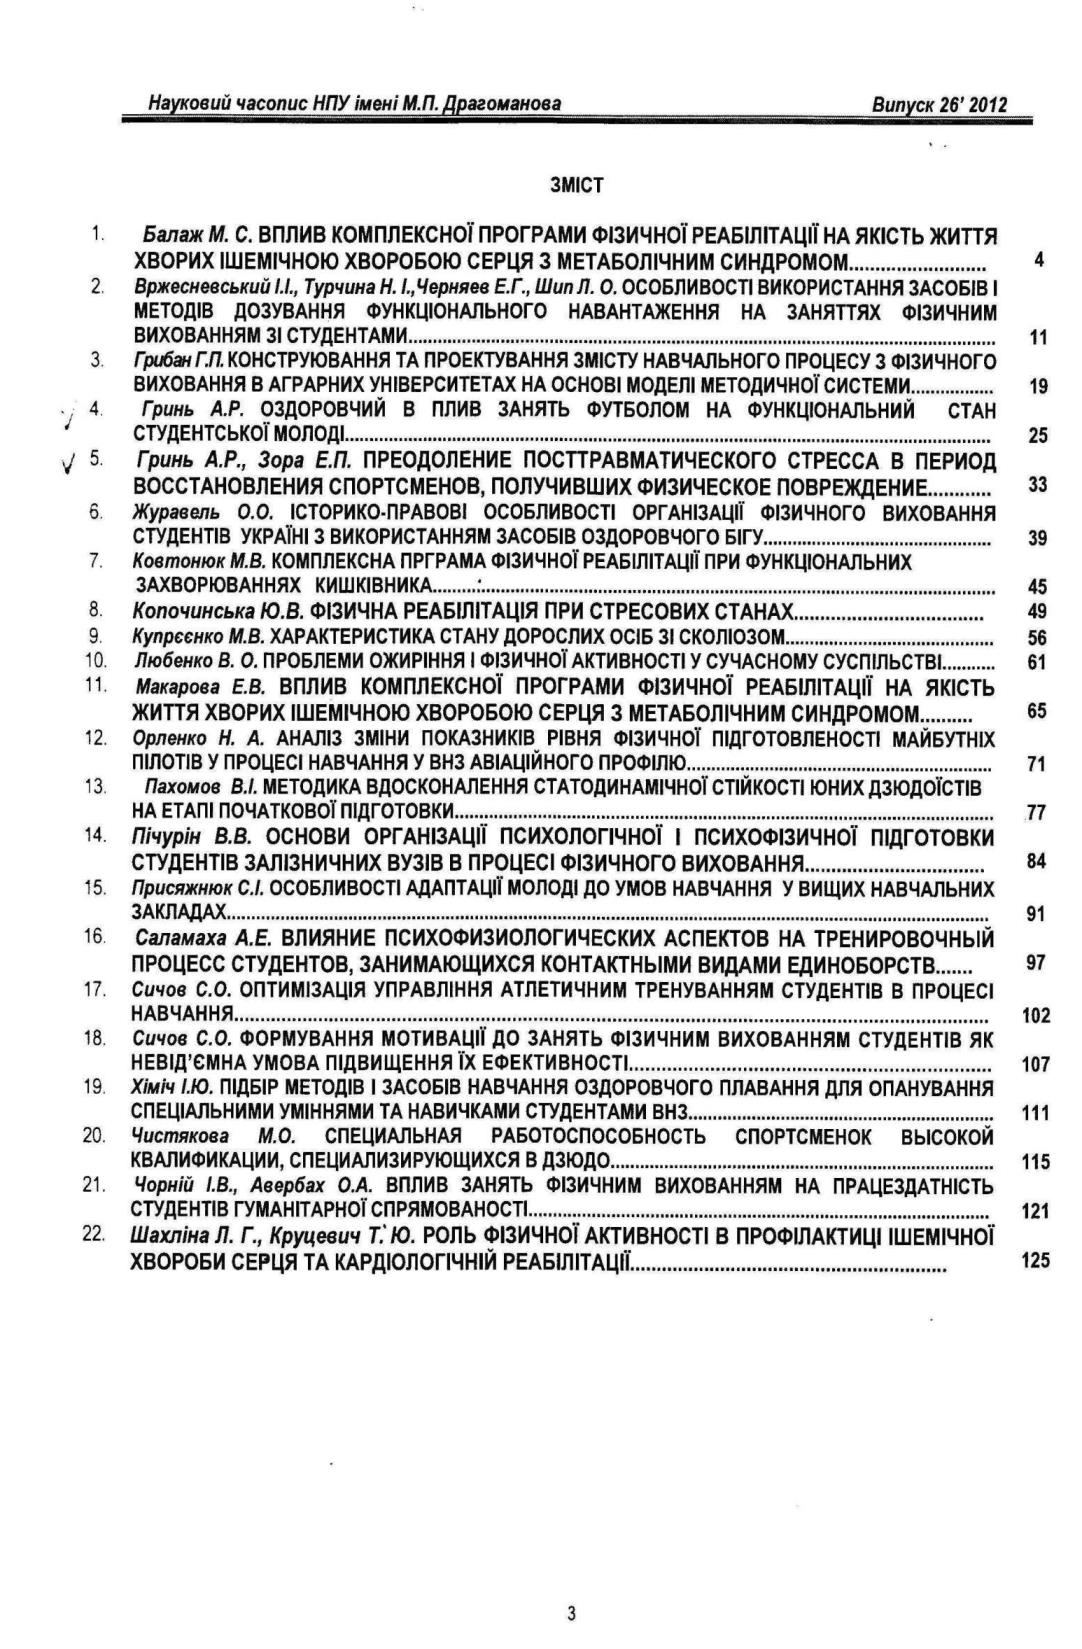 Науковий часопис НПУ імені М.П. Драгоманова Випуск 26' 2012
ЗМІСТ
1. Балаж М. С. ВПЛИВ КОМПЛЕКСНОЇ ПРОГРАМИ ФІЗИЧНОЇ РЕАБІЛІТАЦІЇ НА ЯКІСТЬ ЖИТТЯ
ХВОРИХ ІШЕМІЧНОЮ ХВОРОБОЮ СЕРЦЯ З МЕТАБОЛІЧНИМ СИНДРОМОМ........................ 4
2. Вржесневський І.І., Турчина Н. І.,Черняев Е.Г., Шип Л. О. ОСОБЛИВОСТІ ВИКОРИСТАННЯ ЗАСОБІВ І
МЕТОДІВ ДОЗУВАННЯ ФУНКЦІОНАЛЬНОГО НАВАНТАЖЕННЯ НА ЗАНЯТТЯХ ФІЗИЧНИМ
ВИХОВАННЯМ ЗІ СТУДЕНТАМИ........................ 11
3. Грибан Г.П. КОНСТРУЮВАННЯ ТА ПРОЕКТУВАННЯ ЗМІСТУ НАВЧАЛЬНОГО ПРОЦЕСУ З ФІЗИЧНОГО
ВИХОВАННЯ В АГРАРНИХ УНІВЕРСИТЕТАХ НА ОСНОВІ МОДЕЛІ МЕТОДИЧНОЇ СИСТЕМИ................ 19
4. Гринь А.Р. ОЗДОРОВЧИЙ В ПЛИВ ЗАНЯТЬ ФУТБОЛОМ НА ФУНКЦІОНАЛЬНИЙ СТАН
СТУДЕНТСЬКОЇ МОЛОДІ........................ 25
5. Гринь А.Р., Зора Е.П. ПРЕОДОЛЕНИЕ ПОСТТРАВМАТИЧЕСКОГО СТРЕССА В ПЕРИОД
ВОССТАНОВЛЕНИЯ СПОРТСМЕНОВ, ПОЛУЧИВШИХ ФИЗИЧЕСКОЕ ПОВРЕЖДЕНИЕ............ 33
6. Журавель О.О. ІСТОРИКО-ПРАВОВІ ОСОБЛИВОСТІ ОРГАНІЗАЦІЇ ФІЗИЧНОГО ВИХОВАННЯ
СТУДЕНТІВ УКРАЇНІ З ВИКОРИСТАННЯМ ЗАСОБІВ ОЗДОРОВЧОГО БІГУ........................ 39
7. Ковтонюк М.В. КОМПЛЕКСНА ПРГРАМА ФІЗИЧНОЇ РЕАБІЛІТАЦІЇ ПРИ ФУНКЦІОНАЛЬНИХ
ЗАХВОРЮВАННЯХ КИШКІВНИКА........................ 45
8. Копочинська Ю.В. ФІЗИЧНА РЕАБІЛІТАЦІЯ ПРИ СТРЕСОВИХ СТАНАХ........................ 49
9. Купрєєнко М.В. ХАРАКТЕРИСТИКА СТАНУ ДОРОСЛИХ ОСІБ ЗІ СКОЛІОЗОМ........................ 56
10. Любенко В. О. ПРОБЛЕМИ ОЖИРІННЯ І ФІЗИЧНОЇ АКТИВНОСТІ У СУЧАСНОМУ СУСПІЛЬСТВІ........... 61
11. Макарова Е.В. ВПЛИВ КОМПЛЕКСНОЇ ПРОГРАМИ ФІЗИЧНОЇ РЕАБІЛІТАЦІЇ НА ЯКІСТЬ
ЖИТТЯ ХВОРИХ ІШЕМІЧНОЮ ХВОРОБОЮ СЕРЦЯ З МЕТАБОЛІЧНИМ СИНДРОМОМ.......... 65
12. Орленко Н. А. АНАЛІЗ ЗМІНИ ПОКАЗНИКІВ РІВНЯ ФІЗИЧНОЇ ПІДГОТОВЛЕНОСТІ МАЙБУТНІХ
ПІЛОТІВ У ПРОЦЕСІ НАВЧАННЯ У ВНЗ АВІАЦІЙНОГО ПРОФІЛЮ........................ 71
13. Пахомов В.І. МЕТОДИКА ВДОСКОНАЛЕННЯ СТАТОДИНАМІЧНОЇ СТІЙКОСТІ ЮНИХ ДЗЮДОЇСТІВ
НА ЕТАПІ ПОЧАТКОВОЇ ПІДГОТОВКИ........................ 77
14. Пічурін В.В. ОСНОВИ ОРГАНІЗАЦІЇ ПСИХОЛОГІЧНОЇ І ПСИХОФІЗИЧНОЇ ПІДГОТОВКИ
СТУДЕНТІВ ЗАЛІЗНИЧНИХ ВУЗІВ В ПРОЦЕСІ ФІЗИЧНОГО ВИХОВАННЯ........................ 84
15. Присяжнюк С.І. ОСОБЛИВОСТІ АДАПТАЦІЇ МОЛОДІ ДО УМОВ НАВЧАННЯ У ВИЩИХ НАВЧАЛЬНИХ
ЗАКЛАДАХ........................ 91
16. Саламаха А.Е. ВЛИЯНИЕ ПСИХОФИЗИОЛОГИЧЕСКИХ АСПЕКТОВ НА ТРЕНИРОВОЧНЫЙ
ПРОЦЕСС СТУДЕНТОВ, ЗАНИМАЮЩИХСЯ КОНТАКТНЫМИ ВИДАМИ ЕДИНОБОРСТВ....... 97
17. Сичов С.О. ОПТИМІЗАЦІЯ УПРАВЛІННЯ АТЛЕТИЧНИМ ТРЕНУВАННЯМ СТУДЕНТІВ В ПРОЦЕСІ
НАВЧАННЯ........................ 102
18. Сичов С.О. ФОРМУВАННЯ МОТИВАЦІЇ ДО ЗАНЯТЬ ФІЗИЧНИМ ВИХОВАННЯМ СТУДЕНТІВ ЯК
НЕВІД'ЄМНА УМОВА ПІДВИЩЕННЯ ЇХ ЕФЕКТИВНОСТІ........................ 107
19. Хіміч І.Ю. ПІДБІР МЕТОДІВ І ЗАСОБІВ НАВЧАННЯ ОЗДОРОВЧОГО ПЛАВАННЯ ДЛЯ ОПАНУВАННЯ
СПЕЦІАЛЬНИМИ УМІННЯМИ ТА НАВИЧКАМИ СТУДЕНТАМИ ВНЗ........................ 111
20. Чистякова М.О. СПЕЦИАЛЬНАЯ РАБОТОСПОСОБНОСТЬ СПОРТСМЕНОК ВЫСОКОЙ
КВАЛИФИКАЦИИ, СПЕЦИАЛИЗИРУЮЩИХСЯ В ДЗЮДО........................ 115
21. Чорній І.В., Авербах О.А. ВПЛИВ ЗАНЯТЬ ФІЗИЧНИМ ВИХОВАННЯМ НА ПРАЦЕЗДАТНІСТЬ
СТУДЕНТІВ ГУМАНІТАРНОЇ СПРЯМОВАНОСТІ........................ 121
22. Шахліна Л. Г., Круцевич Т. Ю. РОЛЬ ФІЗИЧНОЇ АКТИВНОСТІ В ПРОФІЛАКТИЦІ ІШЕМІЧНОЇ
ХВОРОБИ СЕРЦЯ ТА КАРДІОЛОГІЧНІЙ РЕАБІЛІТАЦІЇ........................ 125
3